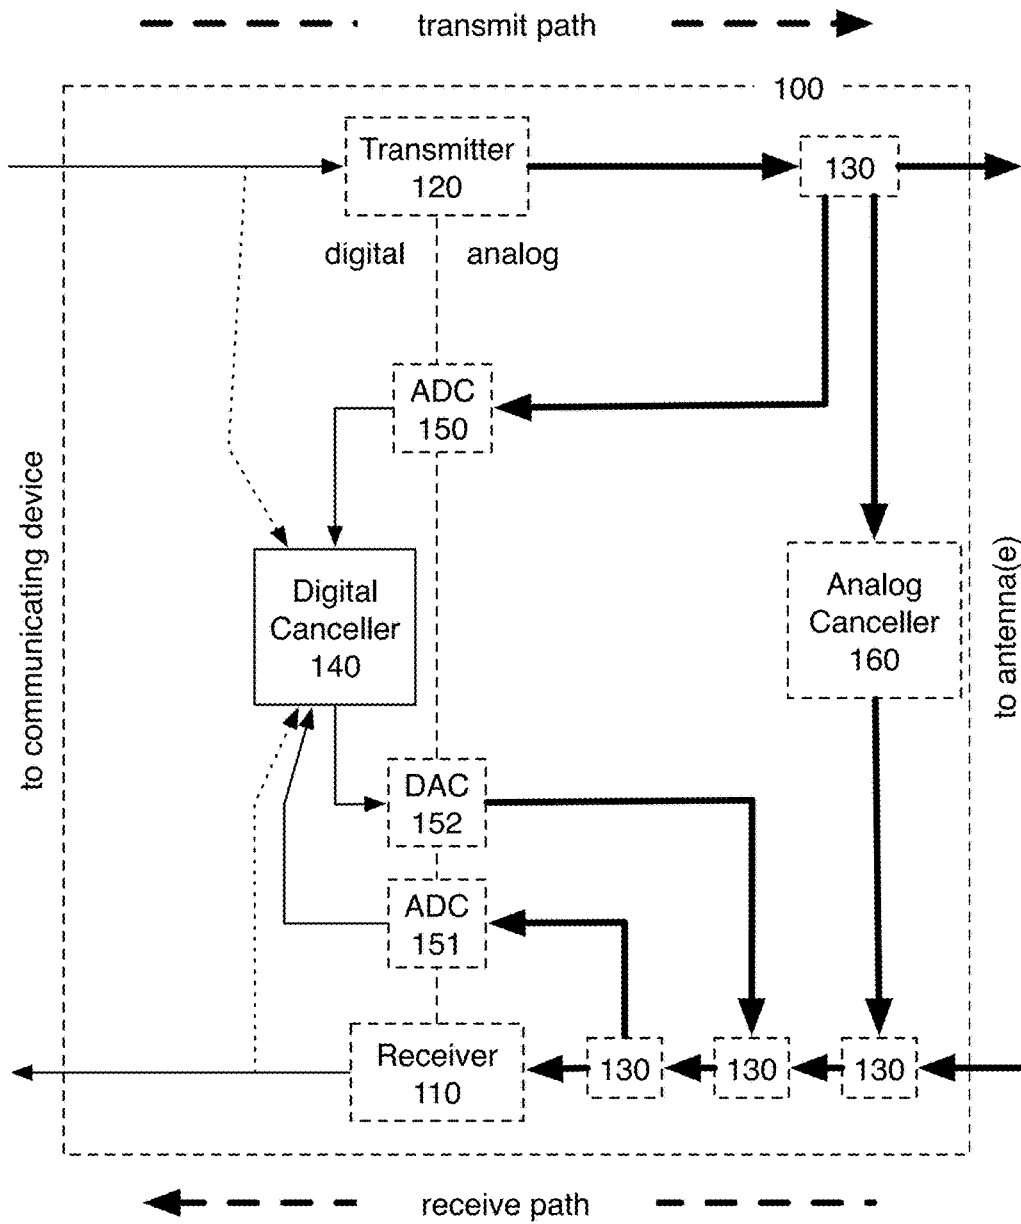 transmit path
100
Transmitter
120
130
digital
analog
ADC
150
to communicating device
Digital
Canceller
140
Analog
Canceller
160
to antenna(e)
DAC
152
ADC
151
Receiver
110
130
130
130
receive path